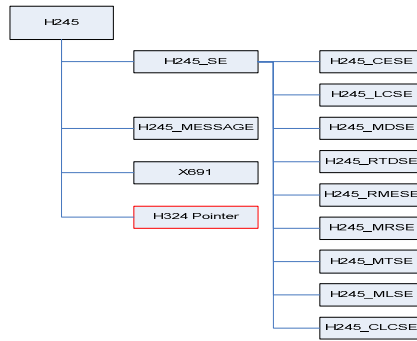 H245
H245_SE
H245_MESSAGE
X691
H324 Pointer
H245_CESE
H245_LCSE
H245_MDSE
H245_RTDSE
H245_RMESE
H245_MRSE
H245_MTSE
H245_MLSE
H245_CLCSE